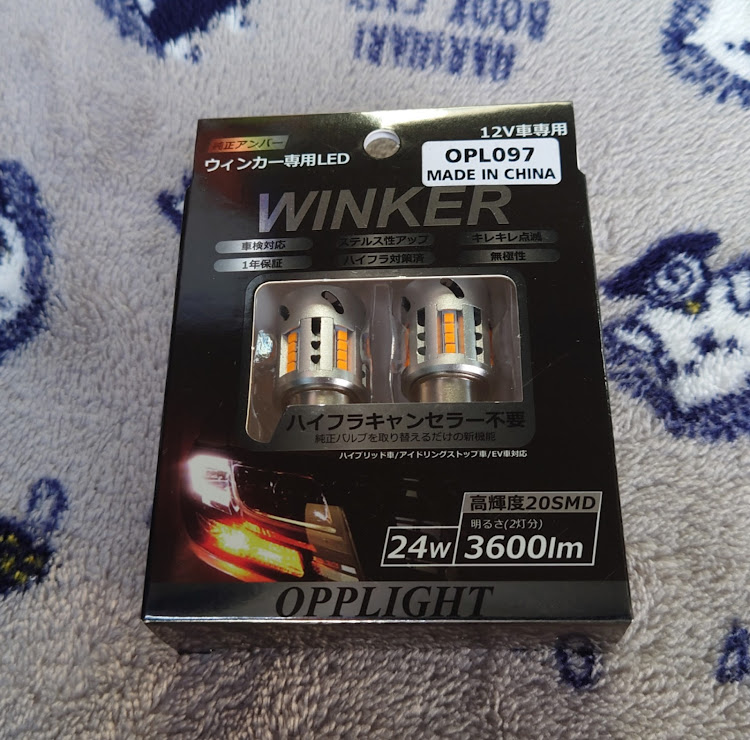 BOOK CAFE
純正アンバー
ウィンカー専用LED
12V車専用
OPL097
MADE IN CHINA
WINKER
車検対応
ステルス性アップ
キレキレ点滅
1年保証
ハイフラ対策済
無極性
ハイフラキャンセラー不要
純正バルブを取り替えるだけの新機能
ハイブリッド車/アイドリングストップ車/EV車対応
高輝度20SMD
明るさ(2灯分)
24w
3600lm
OPPLIGHT